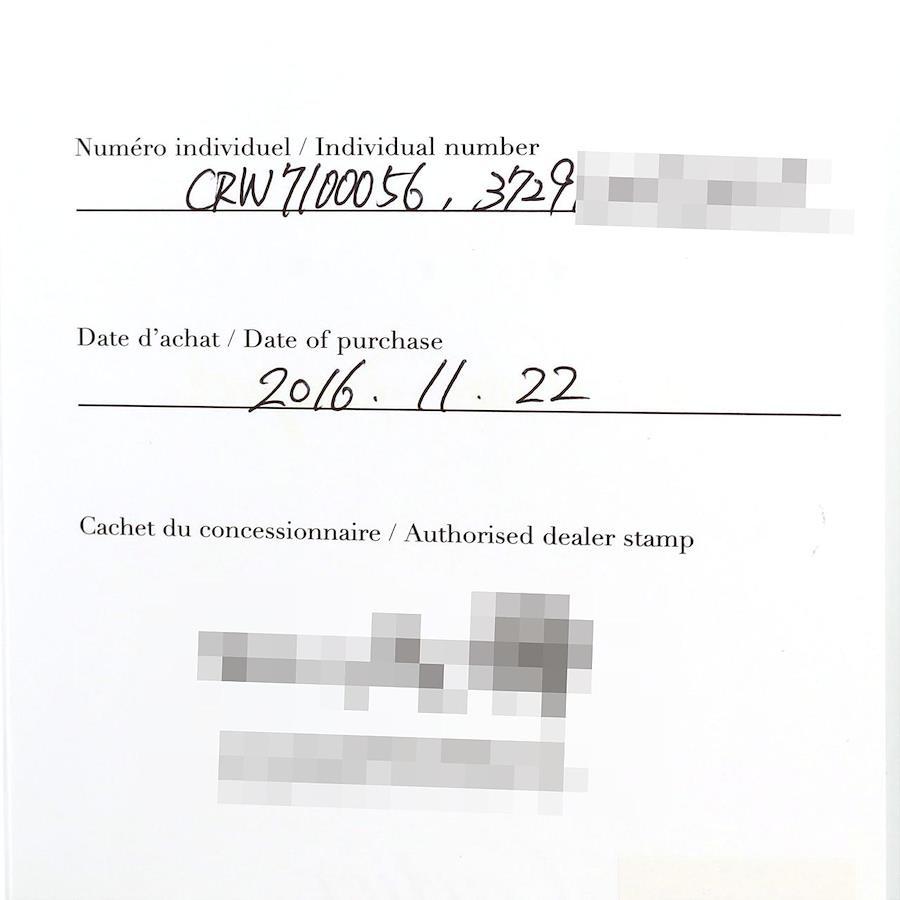 Numéro individuel / Individual number
CRW7100056, 3729
Date d'achat / Date of purchase
2016. 11. 22
Cachet du concessionnaire / Authorised dealer stamp